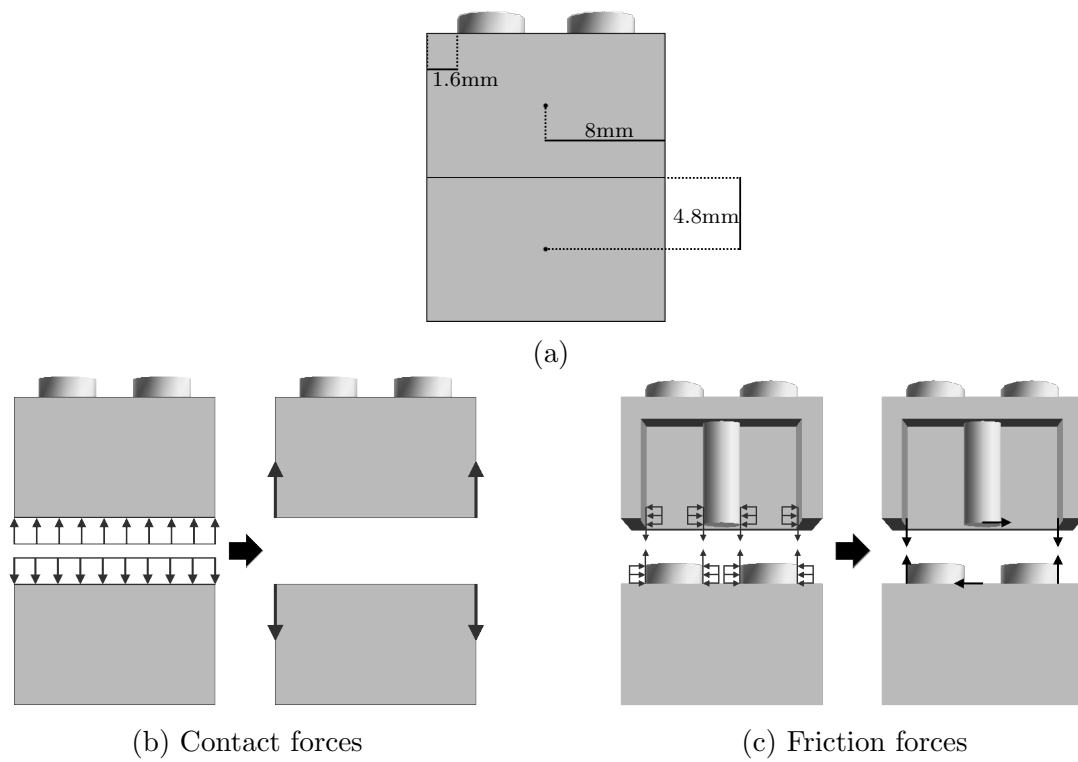 1.6mm
8mm
4.8mm
(a)
(b) Contact forces
(c) Friction forces